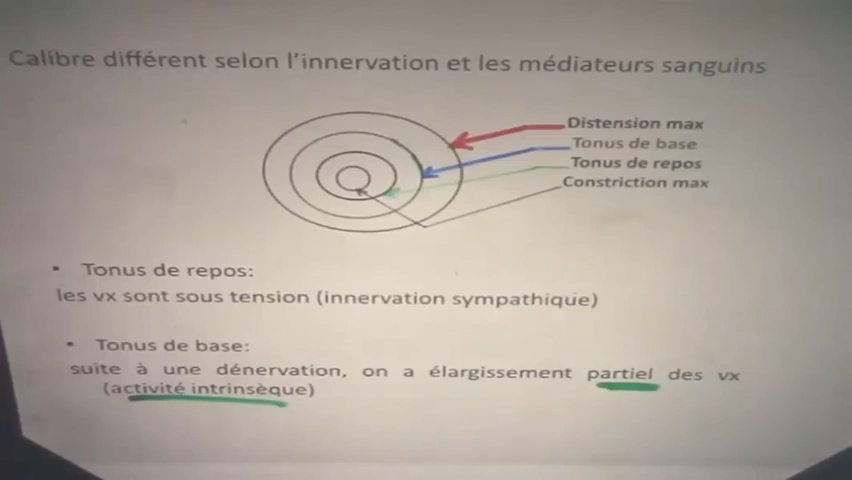 Calibre différent selon l'innervation et les médiateurs sanguins
Distension max
Tonus de base
Tonus de repos
Constriction max
• Tonus de repos:
les vx sont sous tension (innervation sympathique)
• Tonus de base:
suite à une dénervation, on a élargissement partiel des vx
(activité intrinsèque)